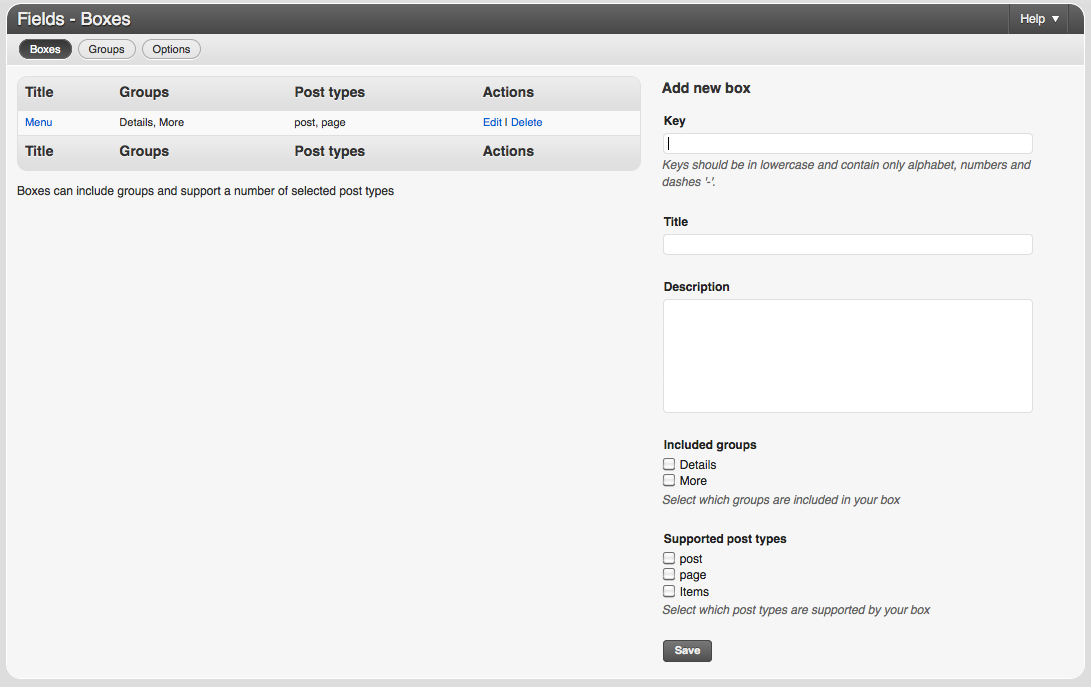 Fields - Boxes
Help ▼
Boxes Groups Options
Title Groups Post types Actions
Menu Details, More post, page Edit | Delete
Title Groups Post types Actions
Boxes can include groups and support a number of selected post types
Add new box
Key
Keys should be in lowercase and contain only alphabet, numbers and
dashes '-'.
Title
Description
Included groups
Details
More
Select which groups are included in your box
Supported post types
post
page
Items
Select which post types are supported by your box
Save